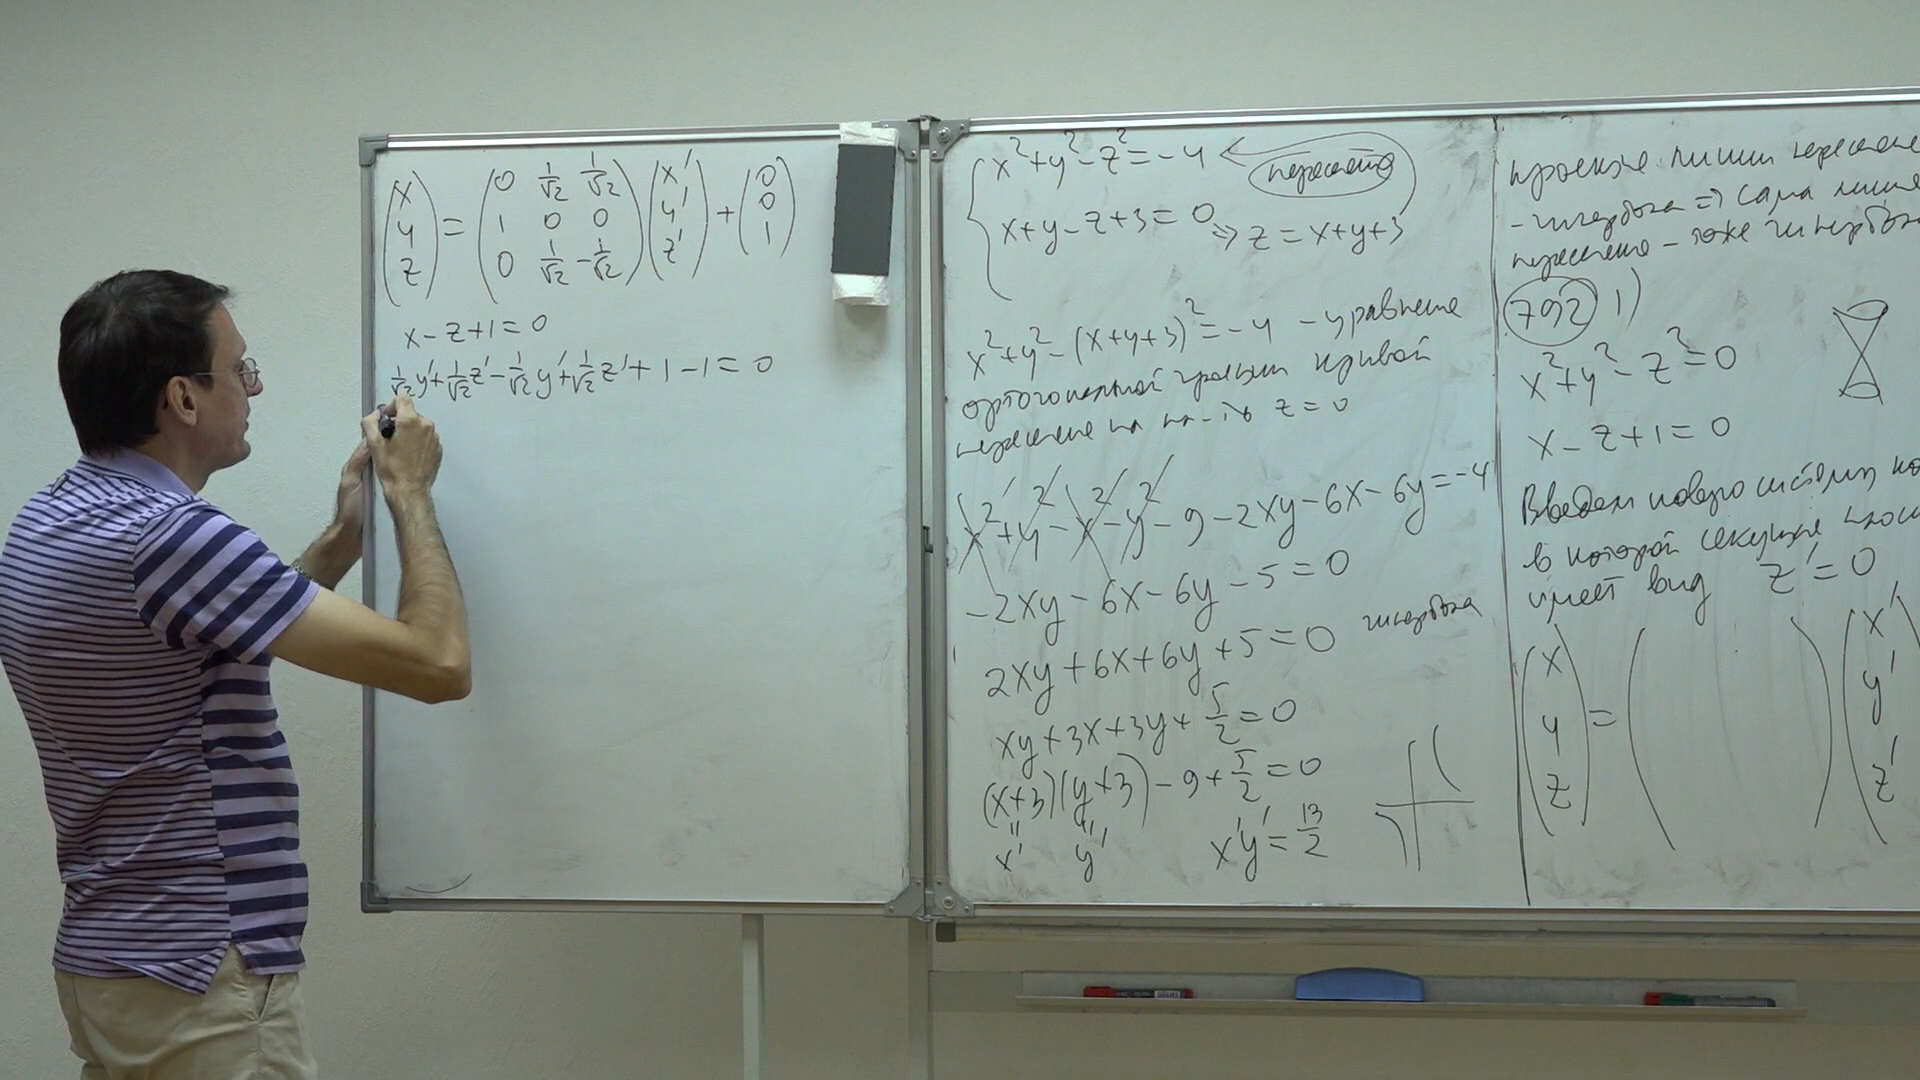 (x y z) = (0 1/√2 1/√2; 1 0 0; 0 1/√2 -1/√2) (x' y' z') + (0 0 1)
x - z + 1 = 0
1/√2 y' + 1/√2 z' - 1/√2 y' + 1/√2 z' + 1 - 1 = 0
x² + y² - z² = -4
пересечение
x + y - z + 3 = 0 ⇒ z = x + y + 3
x² + y² - (x+y+3)² = -4 - уравнение
ортогональной проекции кривой
пересечения на пл-ть z = 0
x² + y² - x² - y² - 9 - 2xy - 6x - 6y = -4
-2xy - 6x - 6y - 5 = 0
2xy + 6x + 6y + 5 = 0 гипербола
xy + 3x + 3y + 5/2 = 0
(x+3)(y+3) - 9 + 5/2 = 0
x' y' x'y' = 13/2
проекция линии пересечения
- гипербола ⇒ сама линия
пересечения - тоже гипербола
792 1)
x² + y² - z² = 0
x - z + 1 = 0
Введем новую систему
в которой секущая
имеет вид z' = 0
(x y z) = ( ) (x' y' z')